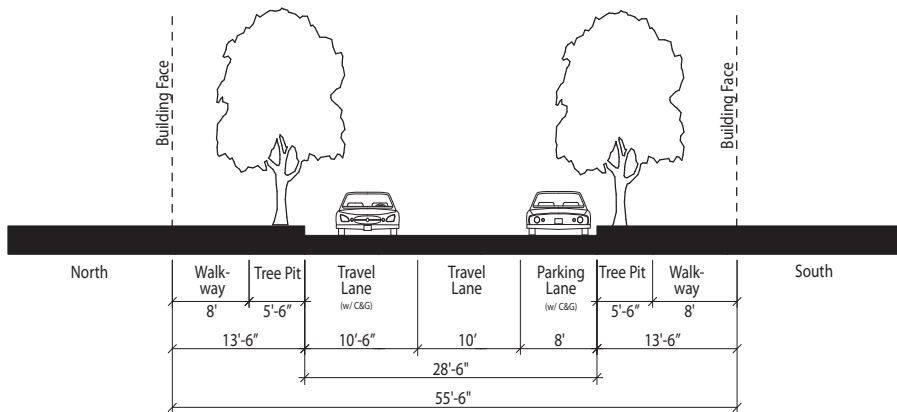 Building Face
Building Face
North
Walk-
way
Tree Pit
Travel
Lane
(w/ C&G)
Travel
Lane
Parking
Lane
(w/ C&G)
Tree Pit
Walk-
way
South
8'
5'-6"
5'-6"
8'
13'-6"
10'-6"
10'
8'
13'-6"
28'-6"
55'-6"